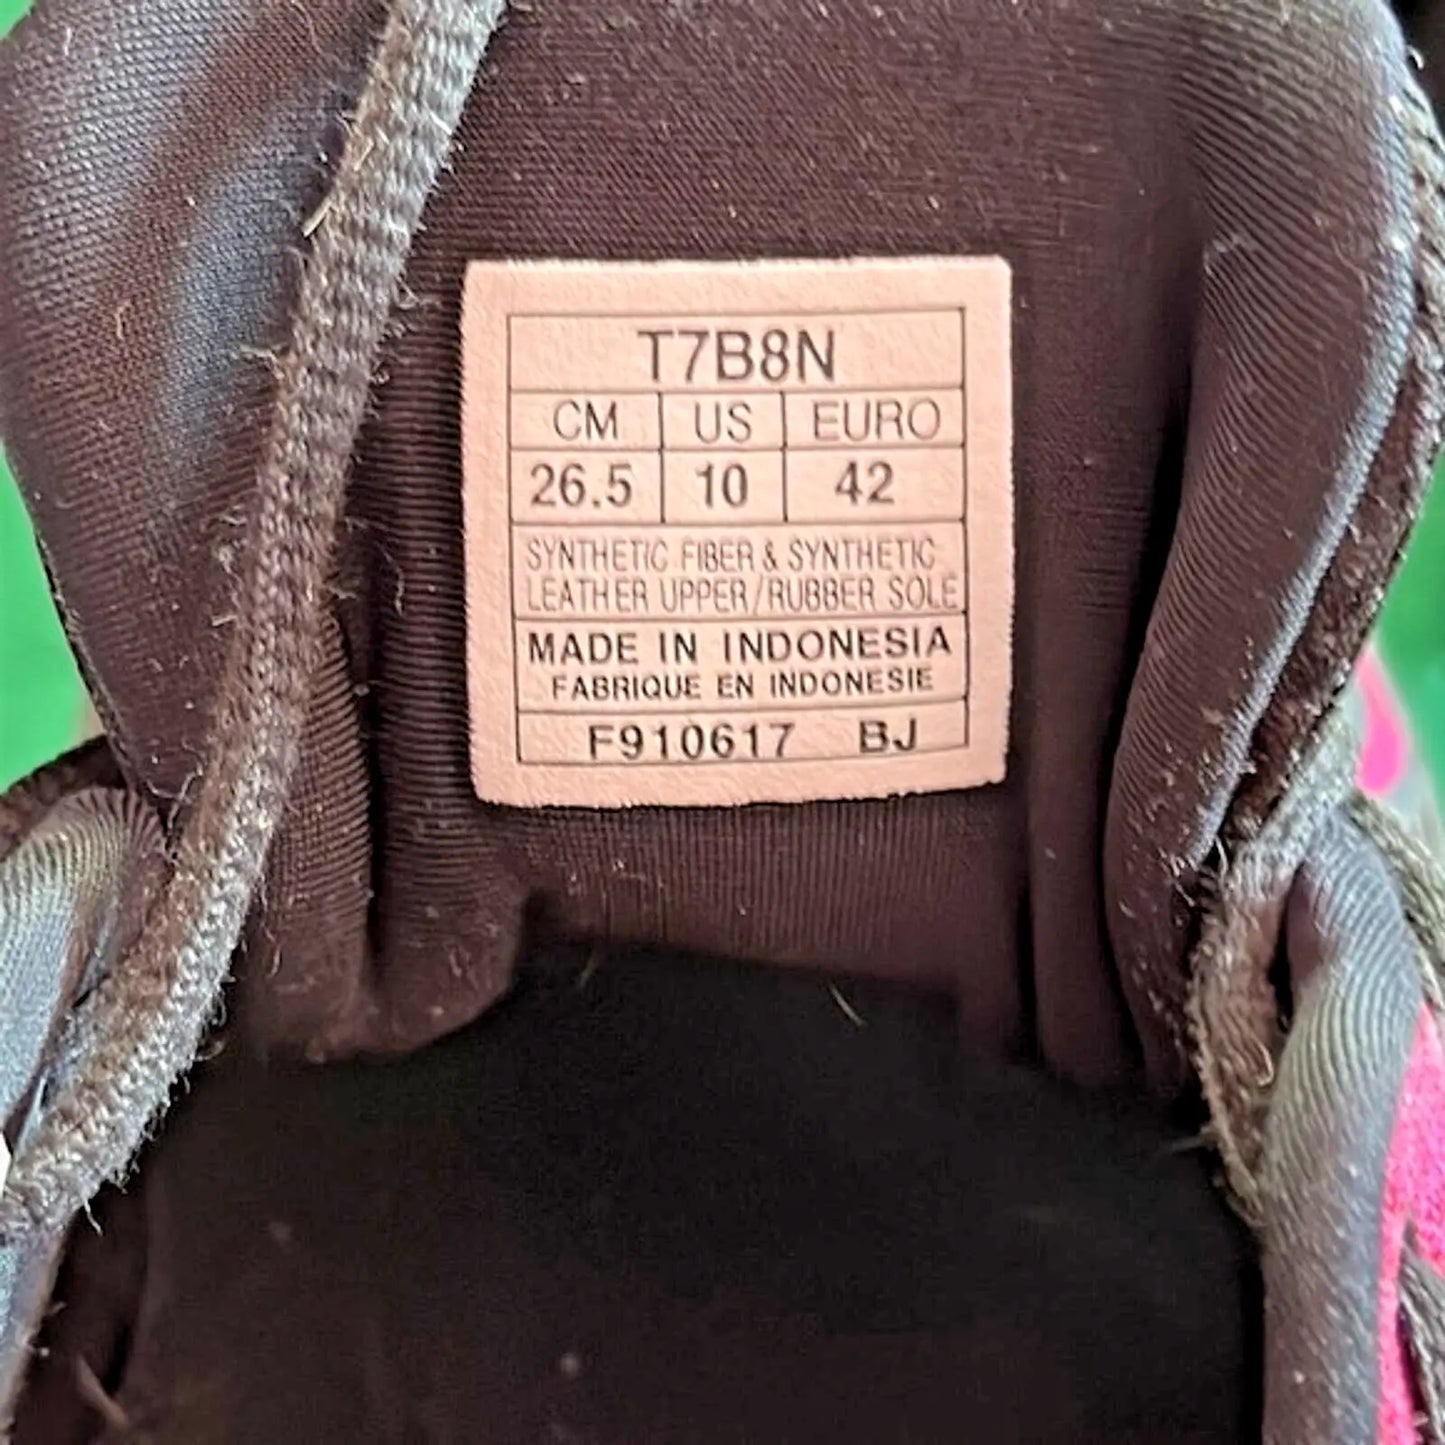 T7B8N
CM US EURO
26.5 10 42
SYNTHETIC FIBER & SYNTHETIC
LEATHER UPPER/RUBBER SOLE
MADE IN INDONESIA
FABRIQUE EN INDONESIE
F910617 BJ